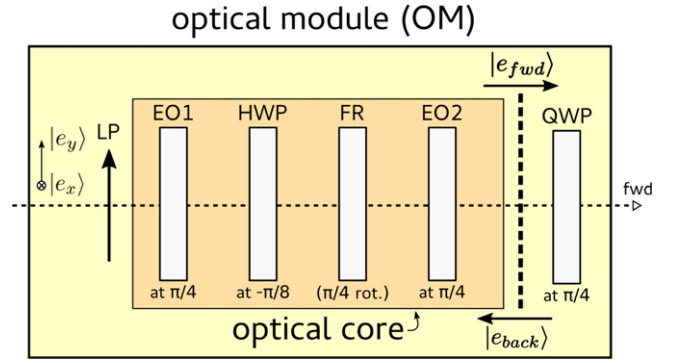 optical module (OM)
|e_fwd⟩
EO1 HWP FR EO2 QWP
|e_y⟩ LP
|e_x⟩
fwd
at π/4 at -π/8 (π/4 rot.) at π/4 at π/4
optical core
|e_back⟩